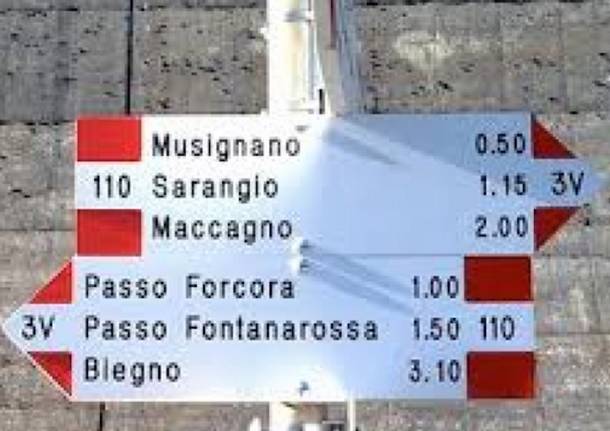 Musignano 0.50
110 Sarangio 1.15 3V
Maccagno 2.00
Passo Forcora 1.00
3V Passo Fontanarossa 1.50 110
Biegno 3.10